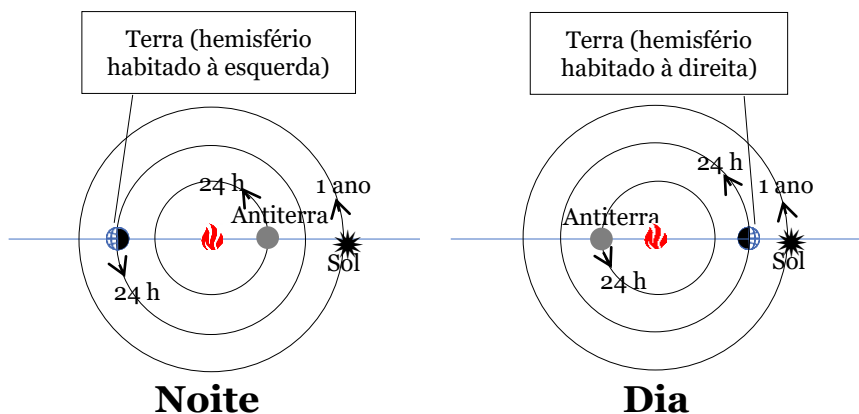 Terra (hemisfério
habitado à esquerda)
24 h
1 ano
Antiterra
Sol
24 h
Noite
Terra (hemisfério
habitado à direita)
24 h
1 ano
Antiterra
Sol
24 h
Dia